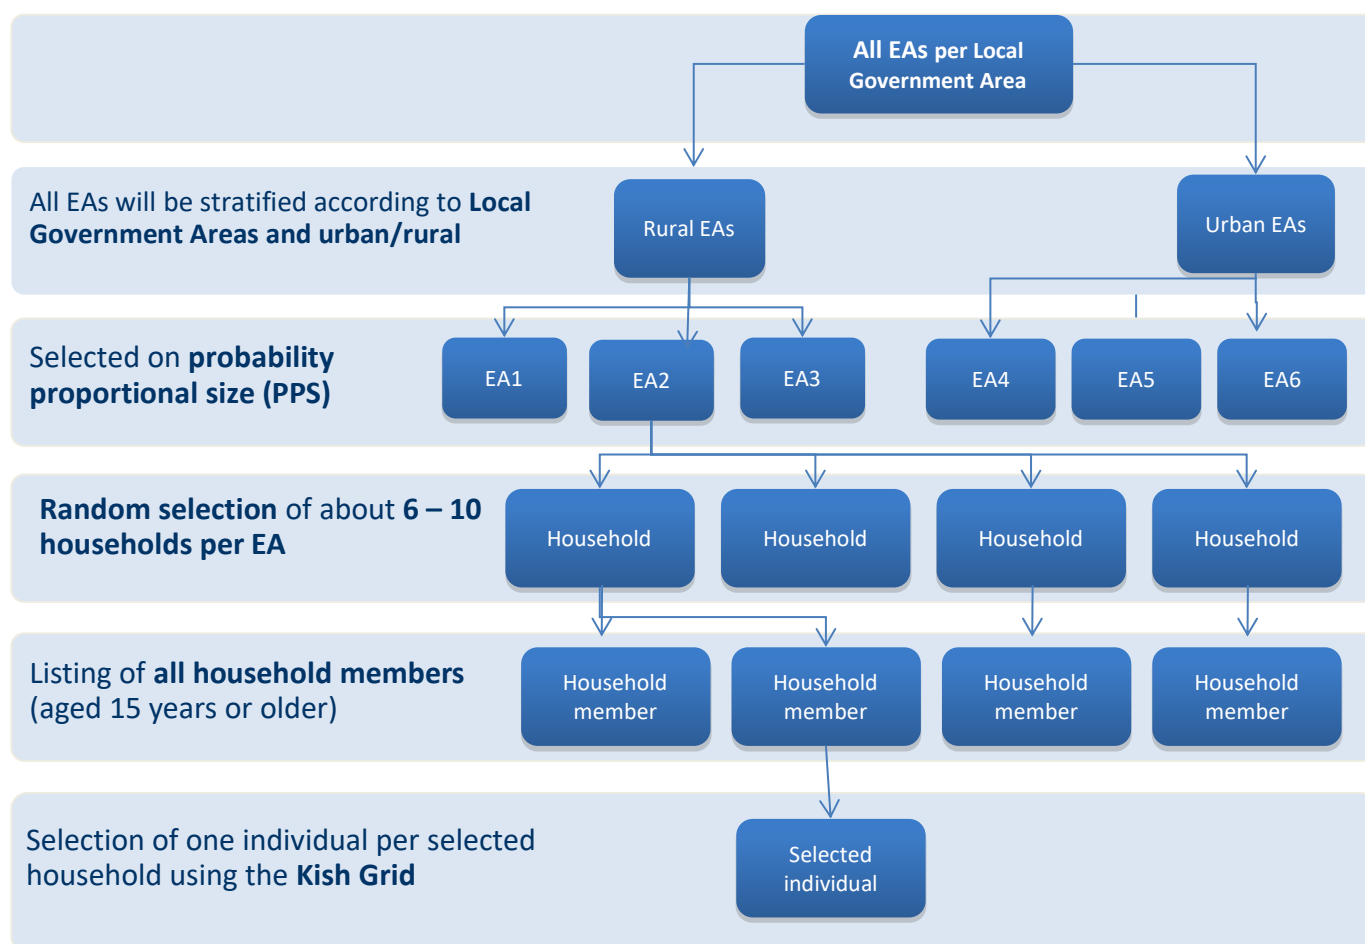 All EAs per Local
Government Area
All EAs will be stratified according to Local
Government Areas and urban/rural
Rural EAs
Urban EAs
Selected on probability
proportional size (PPS)
EA1
EA2
EA3
EA4
EA5
EA6
Random selection of about 6 – 10
households per EA
Household
Household
Household
Household
Listing of all household members
(aged 15 years or older)
Household
member
Household
member
Household
member
Household
member
Selection of one individual per selected
household using the Kish Grid
Selected
individual